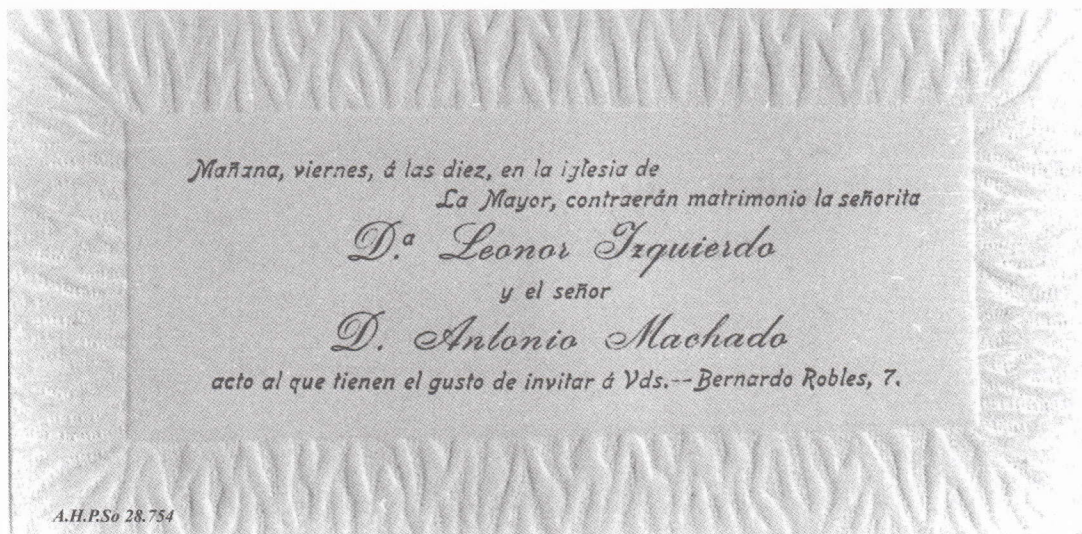 Mañana, viernes, á las diez, en la iglesia de
La Mayor, contraerán matrimonio la señorita
D.ª Leonor Izquierdo
y el señor
D. Antonio Machado
acto al que tienen el gusto de invitar á Vds.--Bernardo Robles, 7.
A.H.P.So 28.754